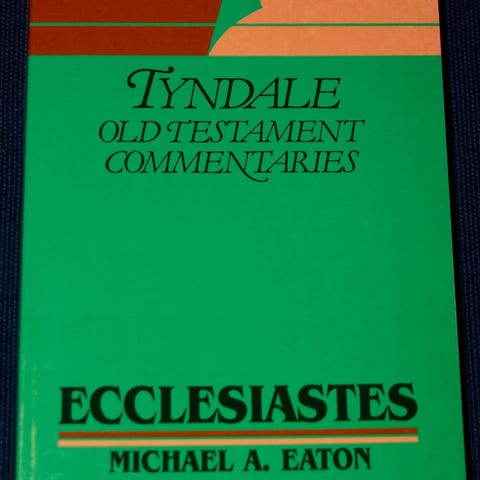 TYNDALE
OLD TESTAMENT
COMMENTARIES
ECCLESIASTES
MICHAEL A. EATON